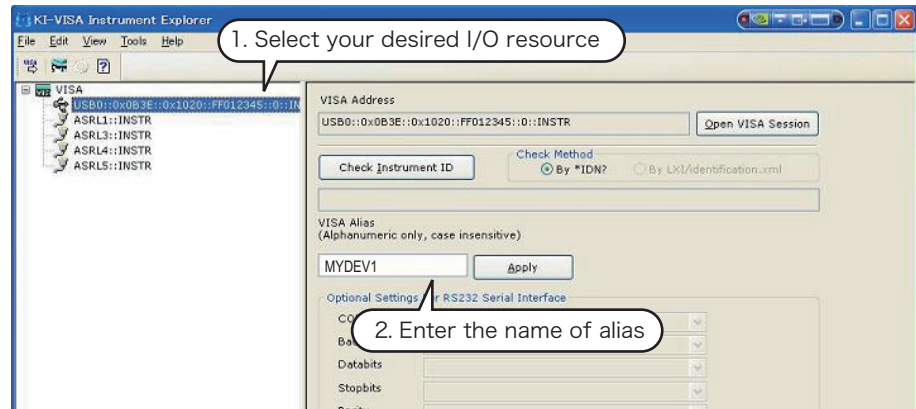 KI-VISA Instrument Explorer
File Edit View Tools Help
1. Select your desired I/O resource
VISA
USB0::0x0B3E::0x1020::FF012345::0::IN
ASRL1::INSTR
ASRL3::INSTR
ASRL4::INSTR
ASRL5::INSTR
VISA Address
USB0::0x0B3E::0x1020::FF012345::0::INSTR
Open VISA Session
Check Instrument ID
Check Method
By *IDN?
By LXI/identification.xml
VISA Alias
(Alphanumeric only, case insensitive)
MYDEV1
Apply
Optional Settings for RS232 Serial Interface
2. Enter the name of alias
Databits
Stopbits